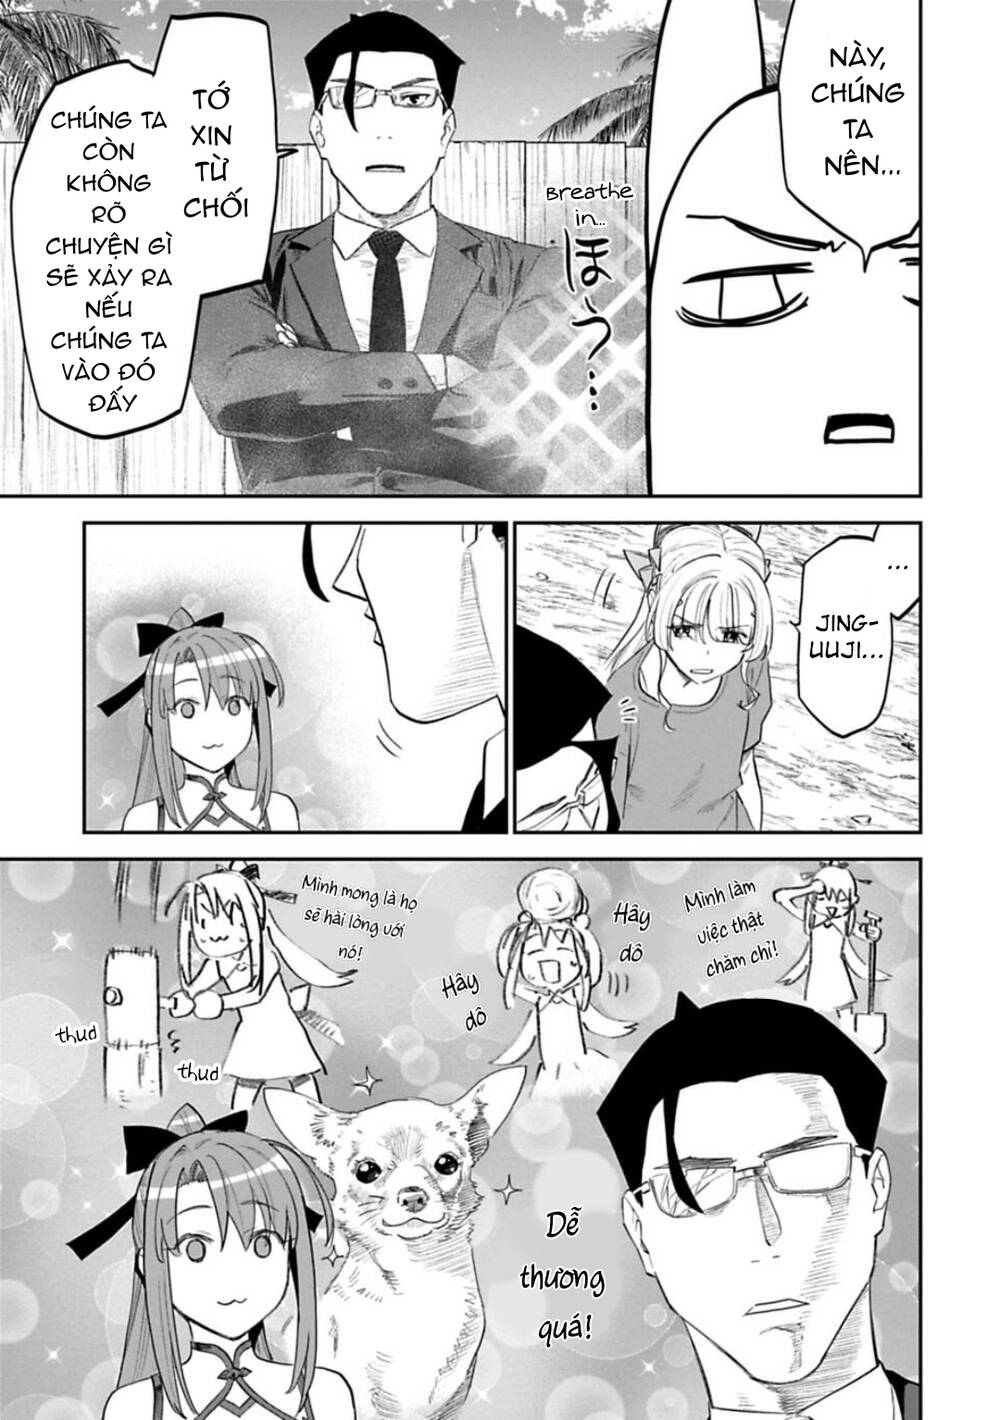 NÀY,
CHÚNG
TA
NÊN...
TỚ
XIN
TỪ
CHỐI
CHÚNG TA
CÒN
KHÔNG
RÕ
CHUYỆN GÌ
SẼ XẢY RA
NẾU
CHÚNG TA
VÀO ĐÓ
ĐẤY
Breathe
in...
ほうっ…
...
JING-
UUJI...
Mình làm
việc thật
chăm chỉ!
Hây
dô
Hây
dô
Mình mong là họ
sẽ hài lòng với
nó!
thud
thud
Dễ
thương
quá!